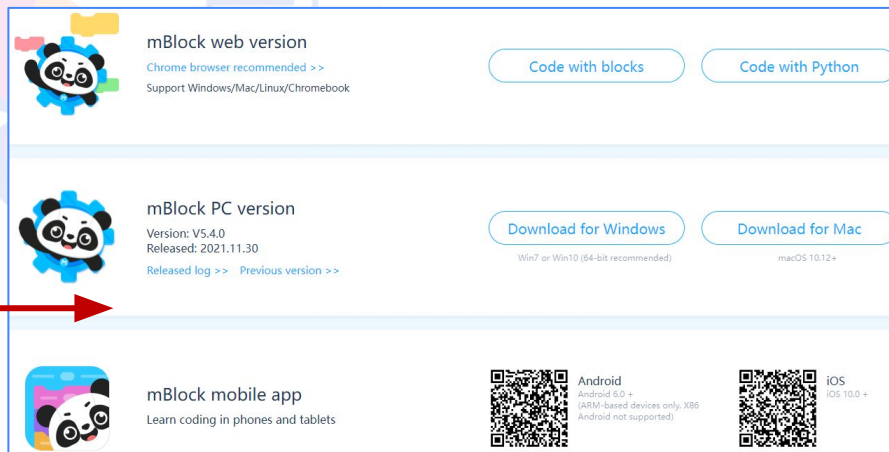 mBlock web version
Chrome browser recommended >>
Support Windows/Mac/Linux/Chromebook
Code with blocks
Code with Python
mBlock PC version
Version: V5.4.0
Released: 2021.11.30
Released log >> Previous version >>
Download for Windows
Win7 or Win10 (64-bit recommended)
Download for Mac
macOS 10.12+
mBlock mobile app
Learn coding in phones and tablets
Android
Android 6.0 +
(ARM-based devices only. X86
Android not supported)
iOS
iOS 10.0 +